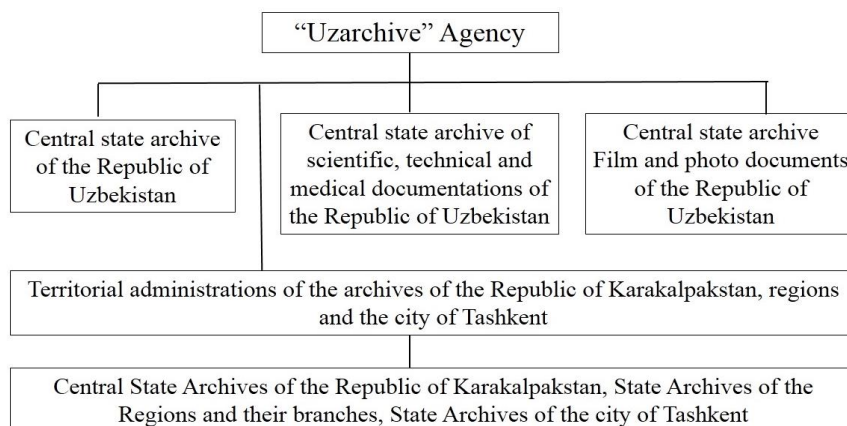 “Uzarchive” Agency
Central state archive
of the Republic of
Uzbekistan
Central state archive of
scientific, technical and
medical documentations of
the Republic of Uzbekistan
Central state archive
Film and photo documents
of the Republic of
Uzbekistan
Territorial administrations of the archives of the Republic of Karakalpakstan, regions
and the city of Tashkent
Central State Archives of the Republic of Karakalpakstan, State Archives of the
Regions and their branches, State Archives of the city of Tashkent